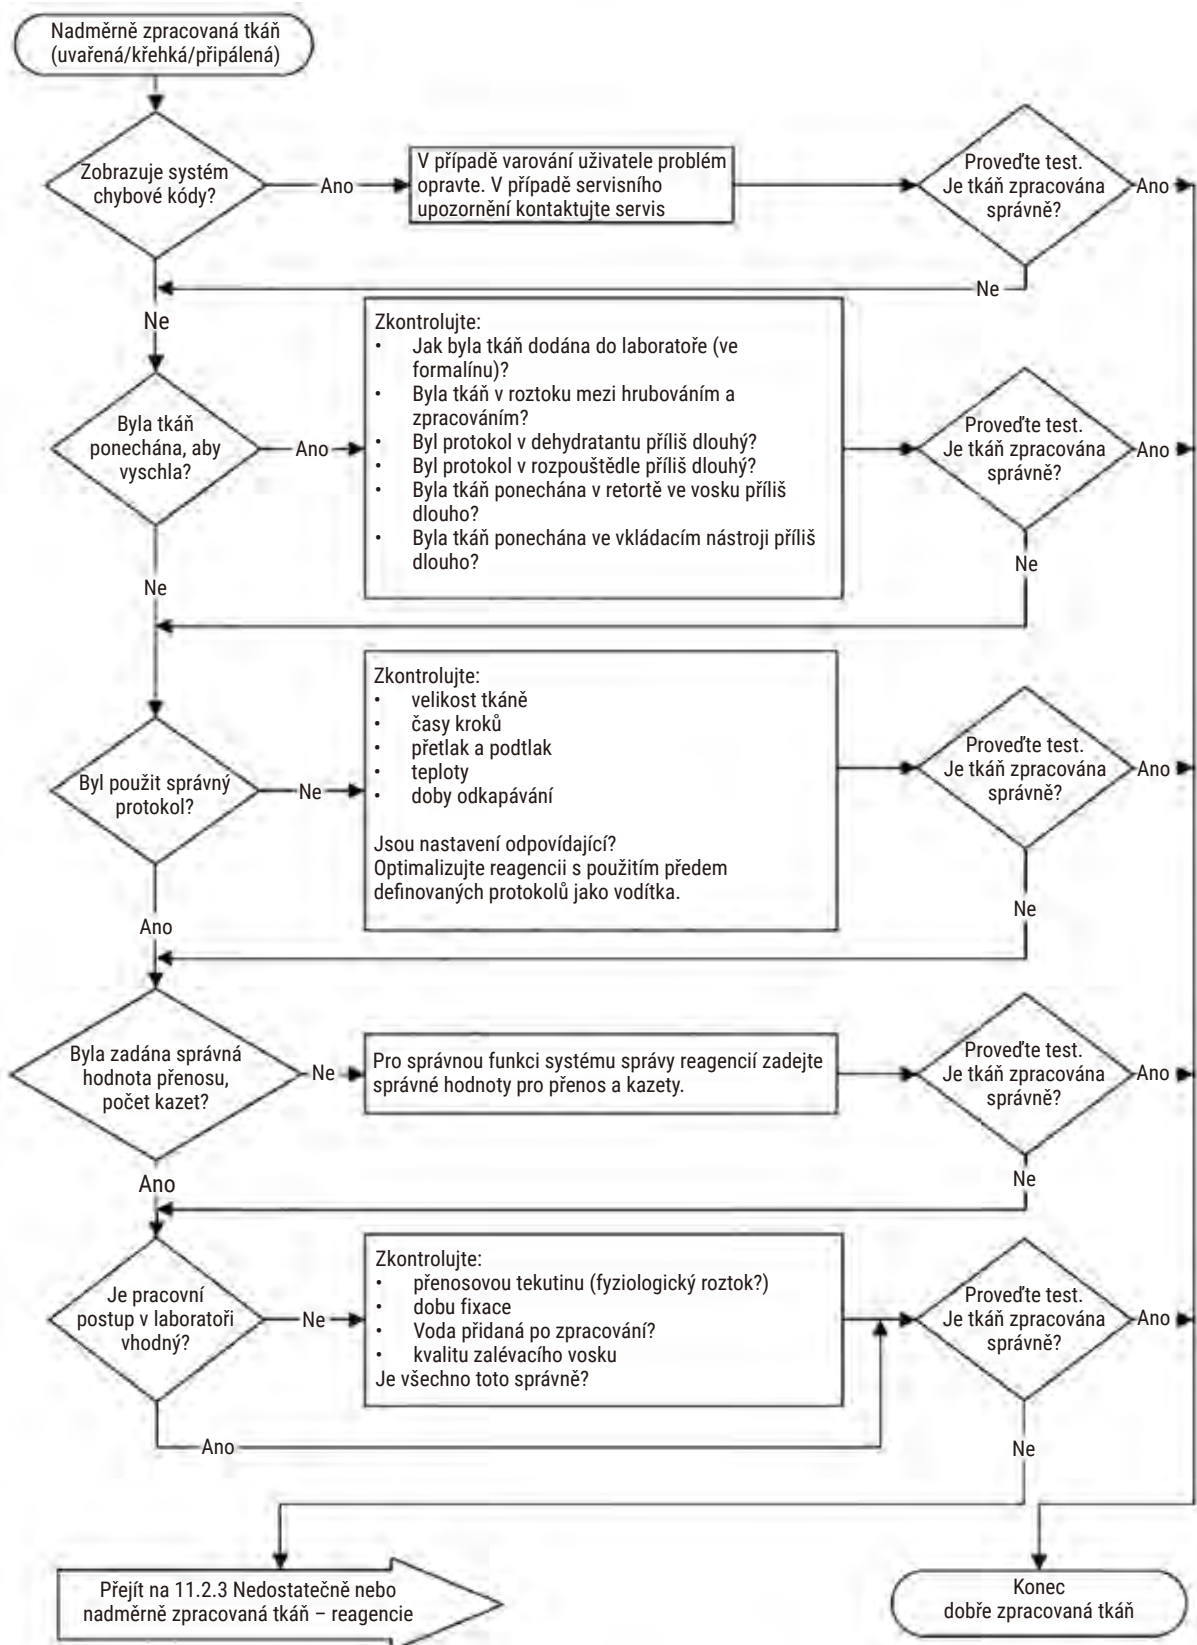 Nadměrně zpracovaná tkáň
(uvařená/křehká/připálená)
Zobrazuje systém
chybové kódy?
Ano
V případě varování uživatele problém
opravte. V případě servisního
upozornění kontaktujte servis
Proveďte test.
Je tkáň zpracována
správně?
Ano
Ne
Ne
Byla tkáň
ponechána, aby
vyschla?
Ano
Zkontrolujte:
• Jak byla tkáň dodána do laboratoře (ve
formalínu)?
• Byla tkáň v roztoku mezi hrubováním a
zpracováním?
• Byl protokol v dehydratantu příliš dlouhý?
• Byl protokol v rozpouštědle příliš dlouhý?
• Byla tkáň ponechána v retortě ve vosku příliš
dlouho?
• Byla tkáň ponechána ve vkládacím nástroji příliš
dlouho?
Proveďte test.
Je tkáň zpracována
správně?
Ano
Ne
Ne
Byl použit správný
protokol?
Ne
Zkontrolujte:
• velikost tkáně
• časy kroků
• přetlak a podtlak
• teploty
• doby odkapávání
Jsou nastavení odpovídající?
Optimalizujte reagencii s použitím předem
definovaných protokolů jako vodítka.
Proveďte test.
Je tkáň zpracována
správně?
Ano
Ne
Ano
Byla zadána správná
hodnota přenosu,
počet kazet?
Ne
Pro správnou funkci systému správy reagencií zadejte
správné hodnoty pro přenos a kazety.
Proveďte test.
Je tkáň zpracována
správně?
Ano
Ne
Ano
Je pracovní
postup v laboratoři
vhodný?
Ne
Zkontrolujte:
• přenosovou tekutinu (fyziologický roztok?)
• dobu fixace
• Voda přidaná po zpracování?
• kvalitu zalévacího vosku
Je všechno toto správně?
Proveďte test.
Je tkáň zpracována
správně?
Ano
Ano
Ne
Přejít na 11.2.3 Nedostatečně nebo
nadměrně zpracovaná tkáň – reagencie
Konec
dobře zpracovaná tkáň